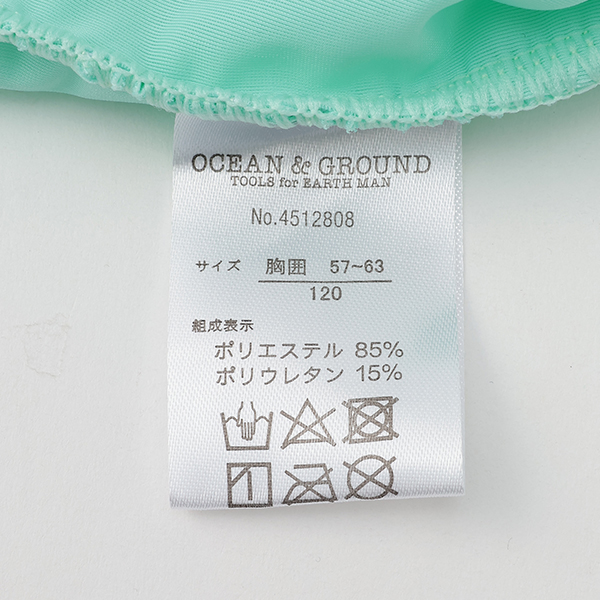 OCEAN & GROUND
TOOLS for EARTH MAN
No.4512808
サイズ 胸囲 57~63
120
組成表示
ポリエステル 85%
ポリウレタン 15%